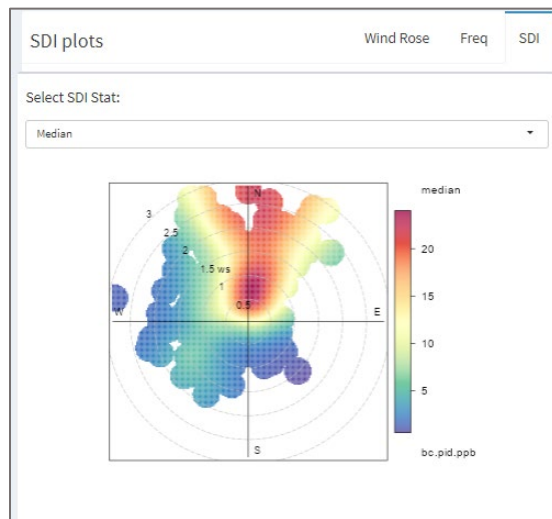 SDI plots
Wind Rose
Freq
SDI
Select SDI Stat:
Median
median
N
3
2.5
2
1.5 ws
1
0.5
W
E
S
20
15
10
5
bc.pid.ppb